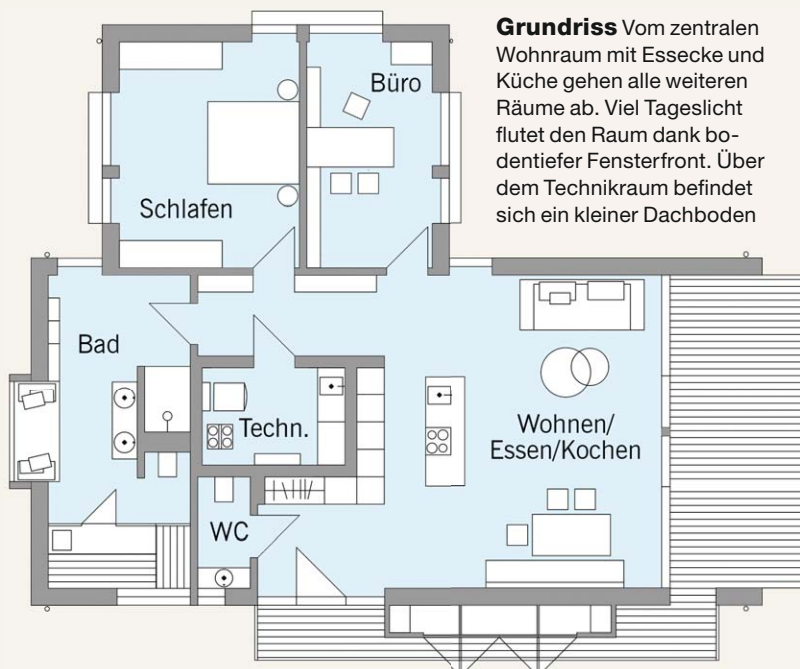 Grundriss Vom zentralen
Wohnraum mit Essecke und
Küche gehen alle weiteren
Räume ab. Viel Tageslicht
flutet den Raum dank bo-
dentiefer Fensterfront. Über
dem Technikraum befindet
sich ein kleiner Dachboden
Büro
Schlafen
Bad
Techn.
Wohnen/
Essen/Kochen
WC